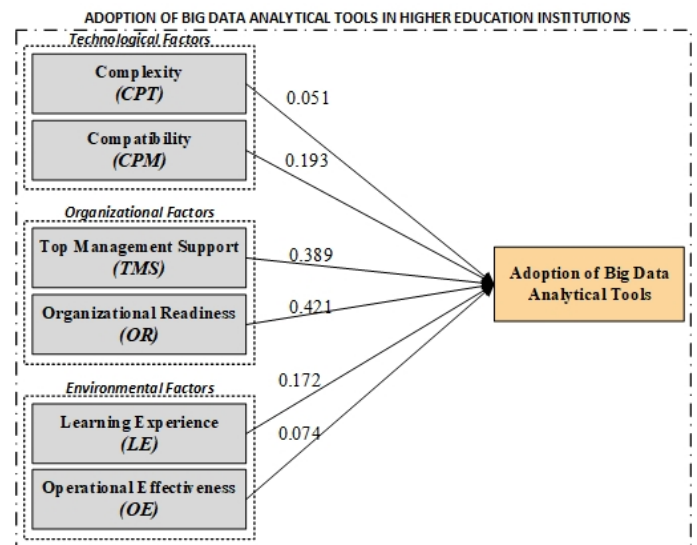 ADOPTION OF BIG DATA ANALYTICAL TOOLS IN HIGHER EDUCATION INSTITUTIONS
Technological Factors
Complexity
(CPT)
0.051
Compatibility
(CPM)
0.193
Organizational Factors
Top Management Support
(TMS)
0.389
Organizational Readiness
(OR)
0.421
Adoption of Big Data
Analytical Tools
Environmental Factors
Learning Experience
(LE)
0.172
Operational Effectiveness
(OE)
0.074